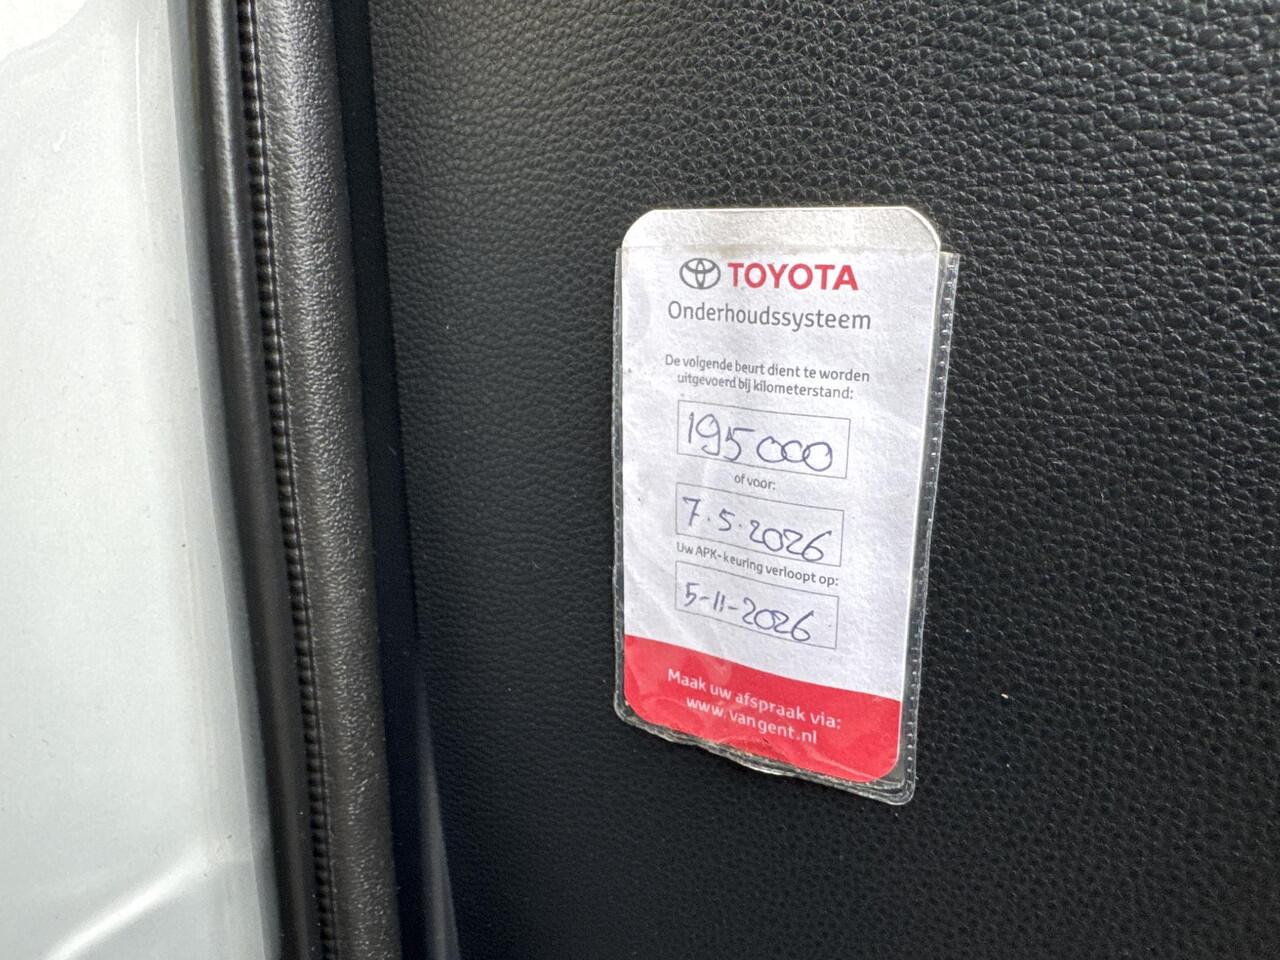 TOYOTA
Onderhoudssysteem
De volgende beurt dient te worden
uitgevoerd bij kilometerstand:
195000
of voor:
7.5.2026
Uw APK-keuring verloopt op:
5-11-2026
Maak uw afspraak via:
www.vangent.nl